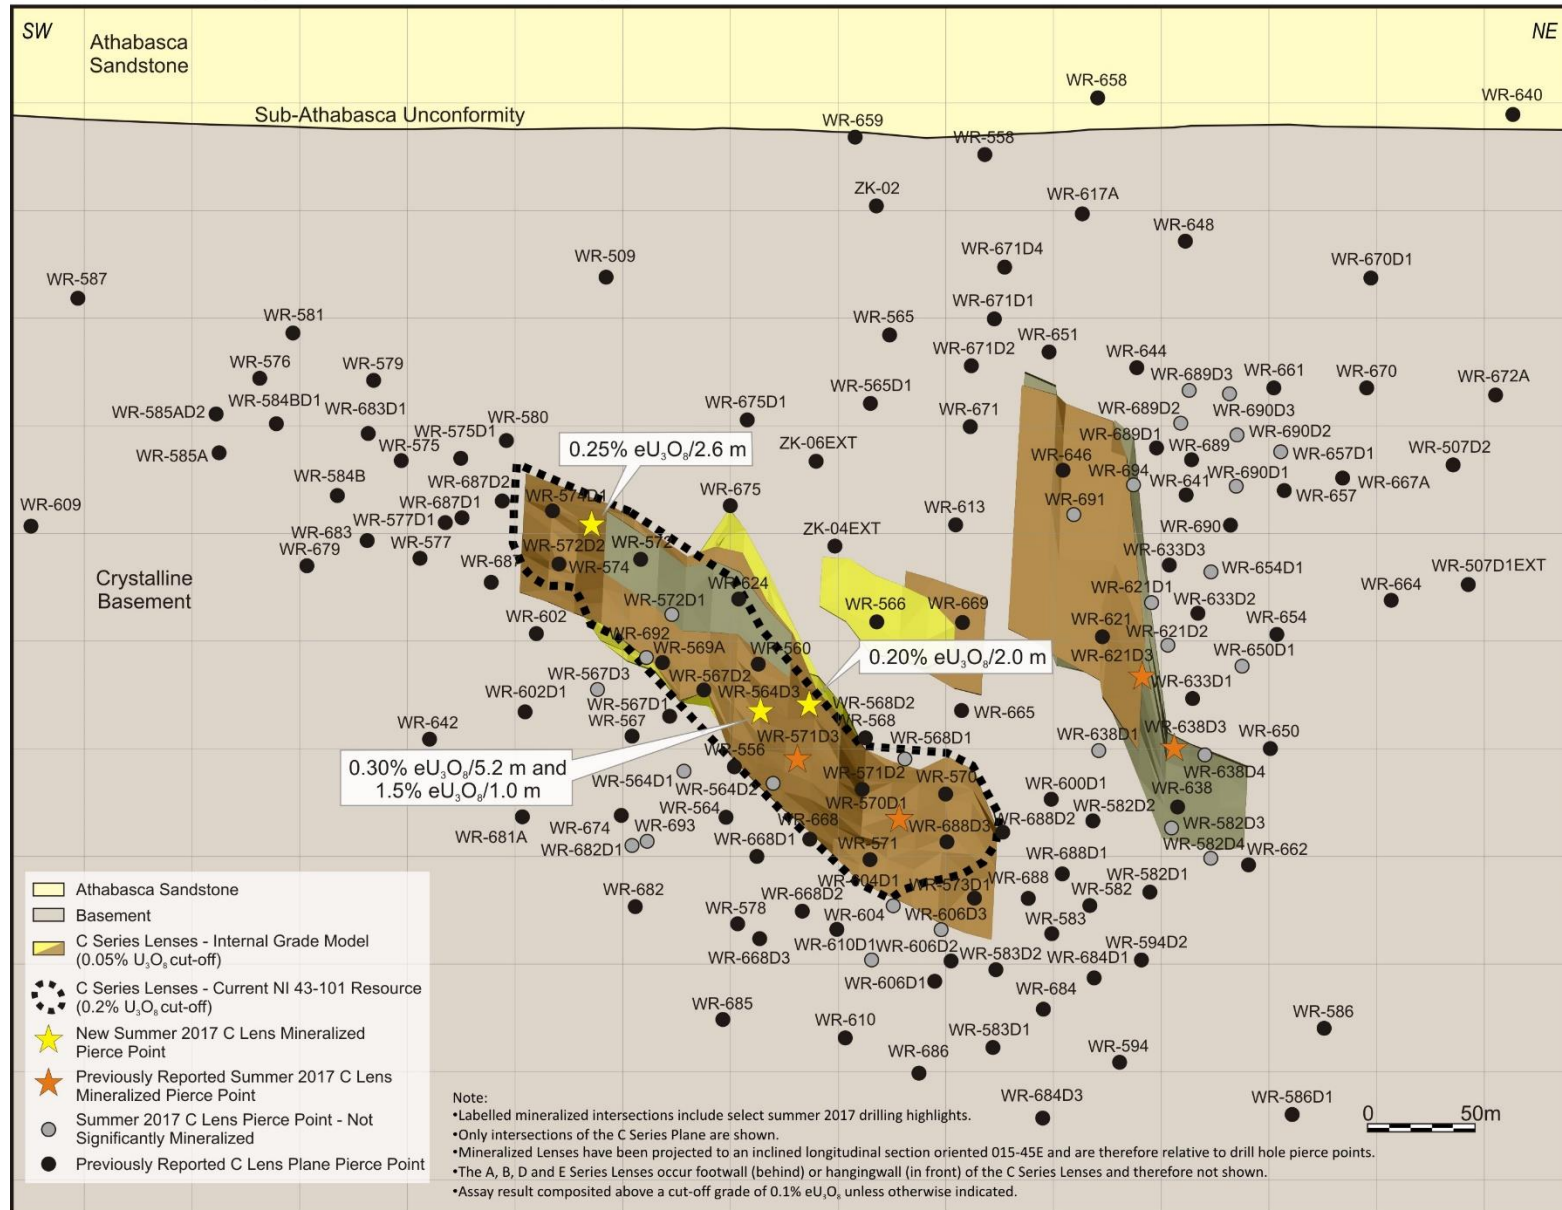 SW
NE
Athabasca
Sandstone
Sub-Athabasca Unconformity
WR-658
WR-640
WR-659
WR-558
ZK-02
WR-617A
WR-648
WR-509
WR-671D4
WR-670D1
WR-587
WR-671D1
WR-581
WR-565
WR-651
WR-671D2
WR-644
WR-576
WR-579
WR-689D3
WR-661
WR-670
WR-672A
WR-565D1
WR-585AD2
WR-584BD1
WR-683D1
WR-675D1
WR-671
WR-689D2
WR-690D3
WR-575D1
WR-580
WR-575
WR-689D1
WR-689
WR-690D2
WR-585A
0.25% eU₃O₈/2.6 m
ZK-06EXT
WR-646
WR-657D1
WR-507D2
WR-584B
WR-687D2
WR-694
WR-641
WR-690D1
WR-657
WR-667A
WR-574D1
WR-675
WR-691
WR-609
WR-577D1
WR-687D1
WR-613
WR-690
WR-683
WR-679
WR-577
WR-687
WR-572D2
WR-572
WR-574
ZK-04EXT
WR-633D3
WR-654D1
WR-507D1EXT
Crystalline
Basement
WR-624
WR-621D1
WR-633D2
WR-664
WR-572D1
WR-566
WR-669
WR-602
WR-692
WR-621
WR-621D2
WR-654
WR-569A
WR-560
0.20% eU₃O₈/2.0 m
WR-621D3
WR-650D1
WR-567D3
WR-567D2
WR-564D3
WR-633D1
WR-602D1
WR-567D1
WR-568D2
WR-665
WR-567
WR-568
WR-642
WR-571D3
WR-568D1
WR-638D1
WR-638D3
WR-650
0.30% eU₃O₈/5.2 m and
1.5% eU₃O₈/1.0 m
WR-556
WR-564D1
WR-564D2
WR-571D2
WR-570
WR-638D4
WR-600D1
WR-638
WR-564
WR-570D1
WR-582D2
WR-681A
WR-674
WR-693
WR-668
WR-688D3
WR-688D2
WR-582D3
WR-682D1
WR-668D1
WR-571
WR-582D4
WR-662
WR-688D1
WR-604D1
WR-573D1
WR-688
WR-582
WR-582D1
WR-682
WR-668D2
WR-578
WR-604
WR-606D3
WR-583
WR-668D3
WR-610D1
WR-606D2
WR-583D2
WR-684D1
WR-594D2
WR-606D1
WR-685
WR-684
WR-610
WR-583D1
WR-586
WR-686
WR-594
WR-684D3
WR-586D1
0 50m
Athabasca Sandstone
Basement
C Series Lenses - Internal Grade Model
(0.05% U₃O₈ cut-off)
C Series Lenses - Current NI 43-101 Resource
(0.2% U₃O₈ cut-off)
New Summer 2017 C Lens Mineralized
Pierce Point
Previously Reported Summer 2017 C Lens
Mineralized Pierce Point
Summer 2017 C Lens Pierce Point - Not
Significantly Mineralized
Previously Reported C Lens Plane Pierce Point
Note:
•Labelled mineralized intersections include select summer 2017 drilling highlights.
•Only intersections of the C Series Plane are shown.
•Mineralized Lenses have been projected to an inclined longitudinal section oriented 015-45E and are therefore relative to drill hole pierce points.
•The A, B, D and E Series Lenses occur footwall (behind) or hangingwall (in front) of the C Series Lenses and therefore not shown.
•Assay result composited above a cut-off grade of 0.1% eU₃O₈ unless otherwise indicated.